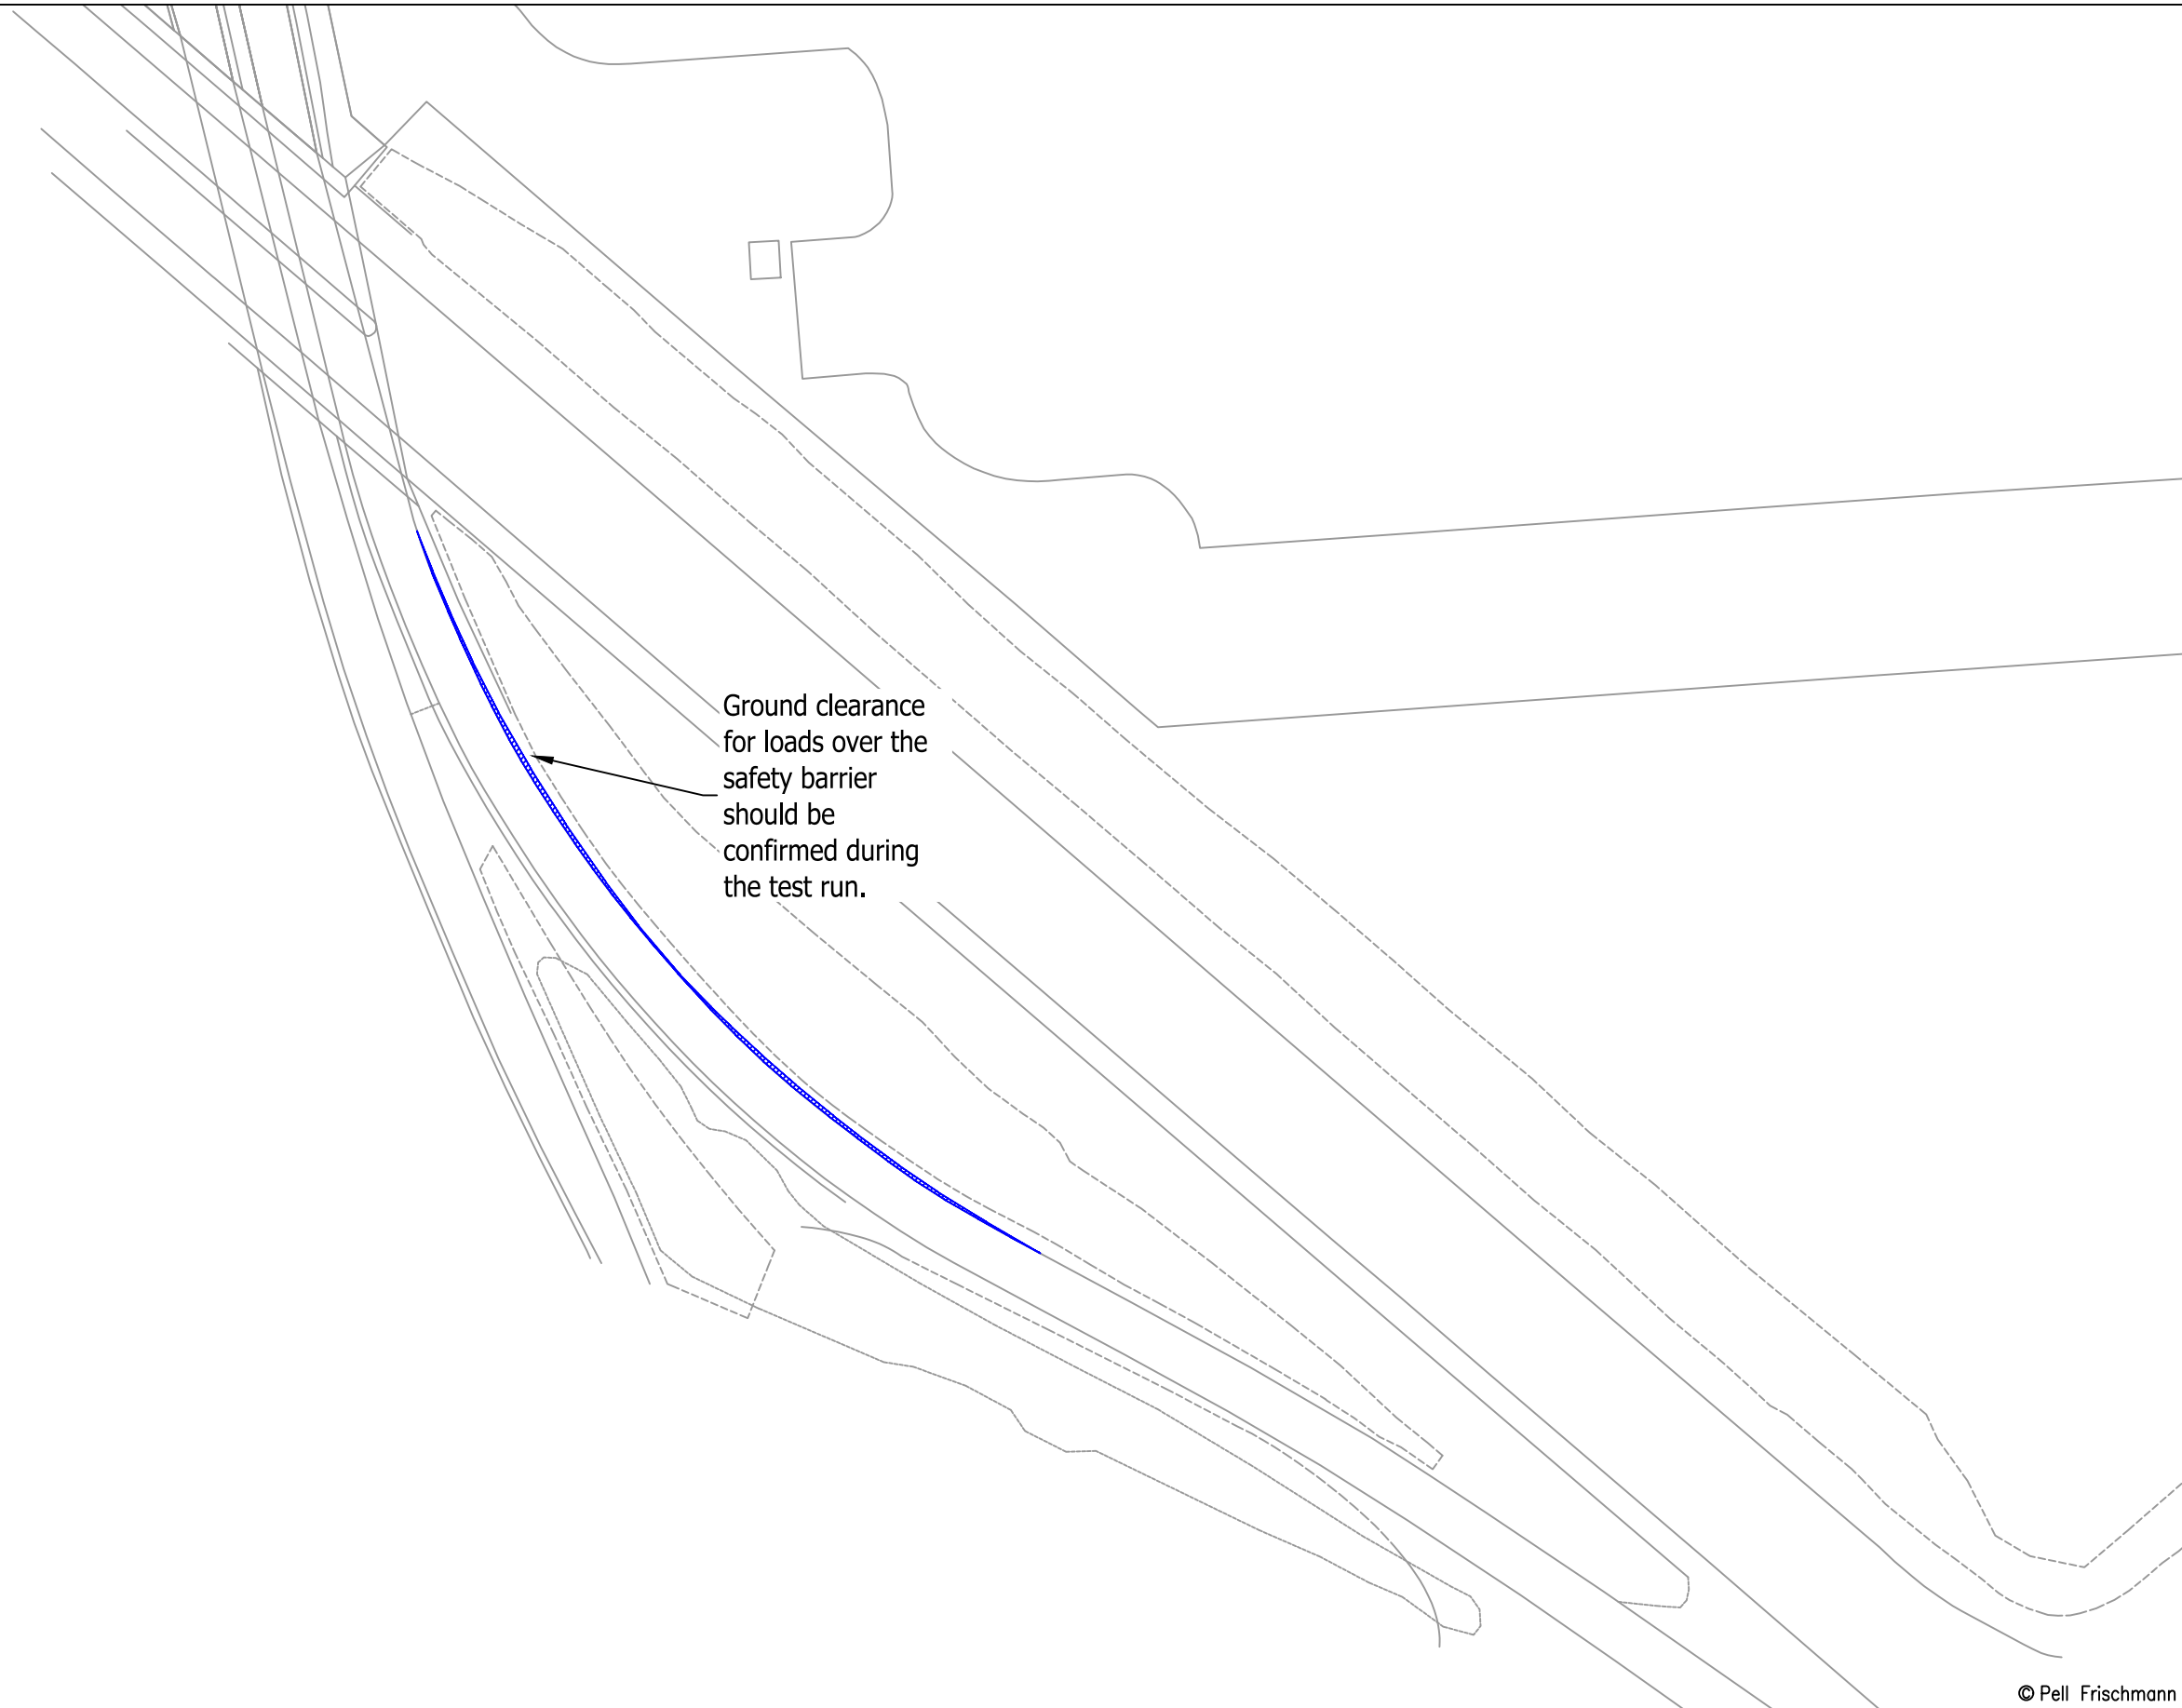 Ground clearance
for loads over the
safety barrier
should be
confirmed during
the test run.
© Pell Frischmann